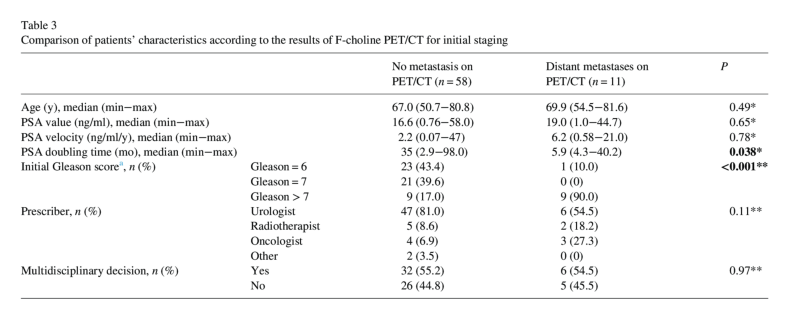 Table 3
Comparison of patients' characteristics according to the results of F-choline PET/CT for initial staging
No metastasis on PET/CT (n = 58) Distant metastases on PET/CT (n = 11) P
Age (y), median (min−max) 67.0 (50.7−80.8) 69.9 (54.5−81.6) 0.49*
PSA value (ng/ml), median (min−max) 16.6 (0.76−58.0) 19.0 (1.0−44.7) 0.65*
PSA velocity (ng/ml/y), median (min−max) 2.2 (0.07−47) 6.2 (0.58−21.0) 0.78*
PSA doubling time (mo), median (min−max) 35 (2.9−98.0) 5.9 (4.3−40.2) 0.038*
Initial Gleason scoreᵃ, n (%) Gleason = 6 23 (43.4) 1 (10.0) <0.001**
Gleason = 7 21 (39.6) 0 (0)
Gleason > 7 9 (17.0) 9 (90.0)
Prescriber, n (%) Urologist 47 (81.0) 6 (54.5) 0.11**
Radiotherapist 5 (8.6) 2 (18.2)
Oncologist 4 (6.9) 3 (27.3)
Other 2 (3.5) 0 (0)
Multidisciplinary decision, n (%) Yes 32 (55.2) 6 (54.5) 0.97**
No 26 (44.8) 5 (45.5)